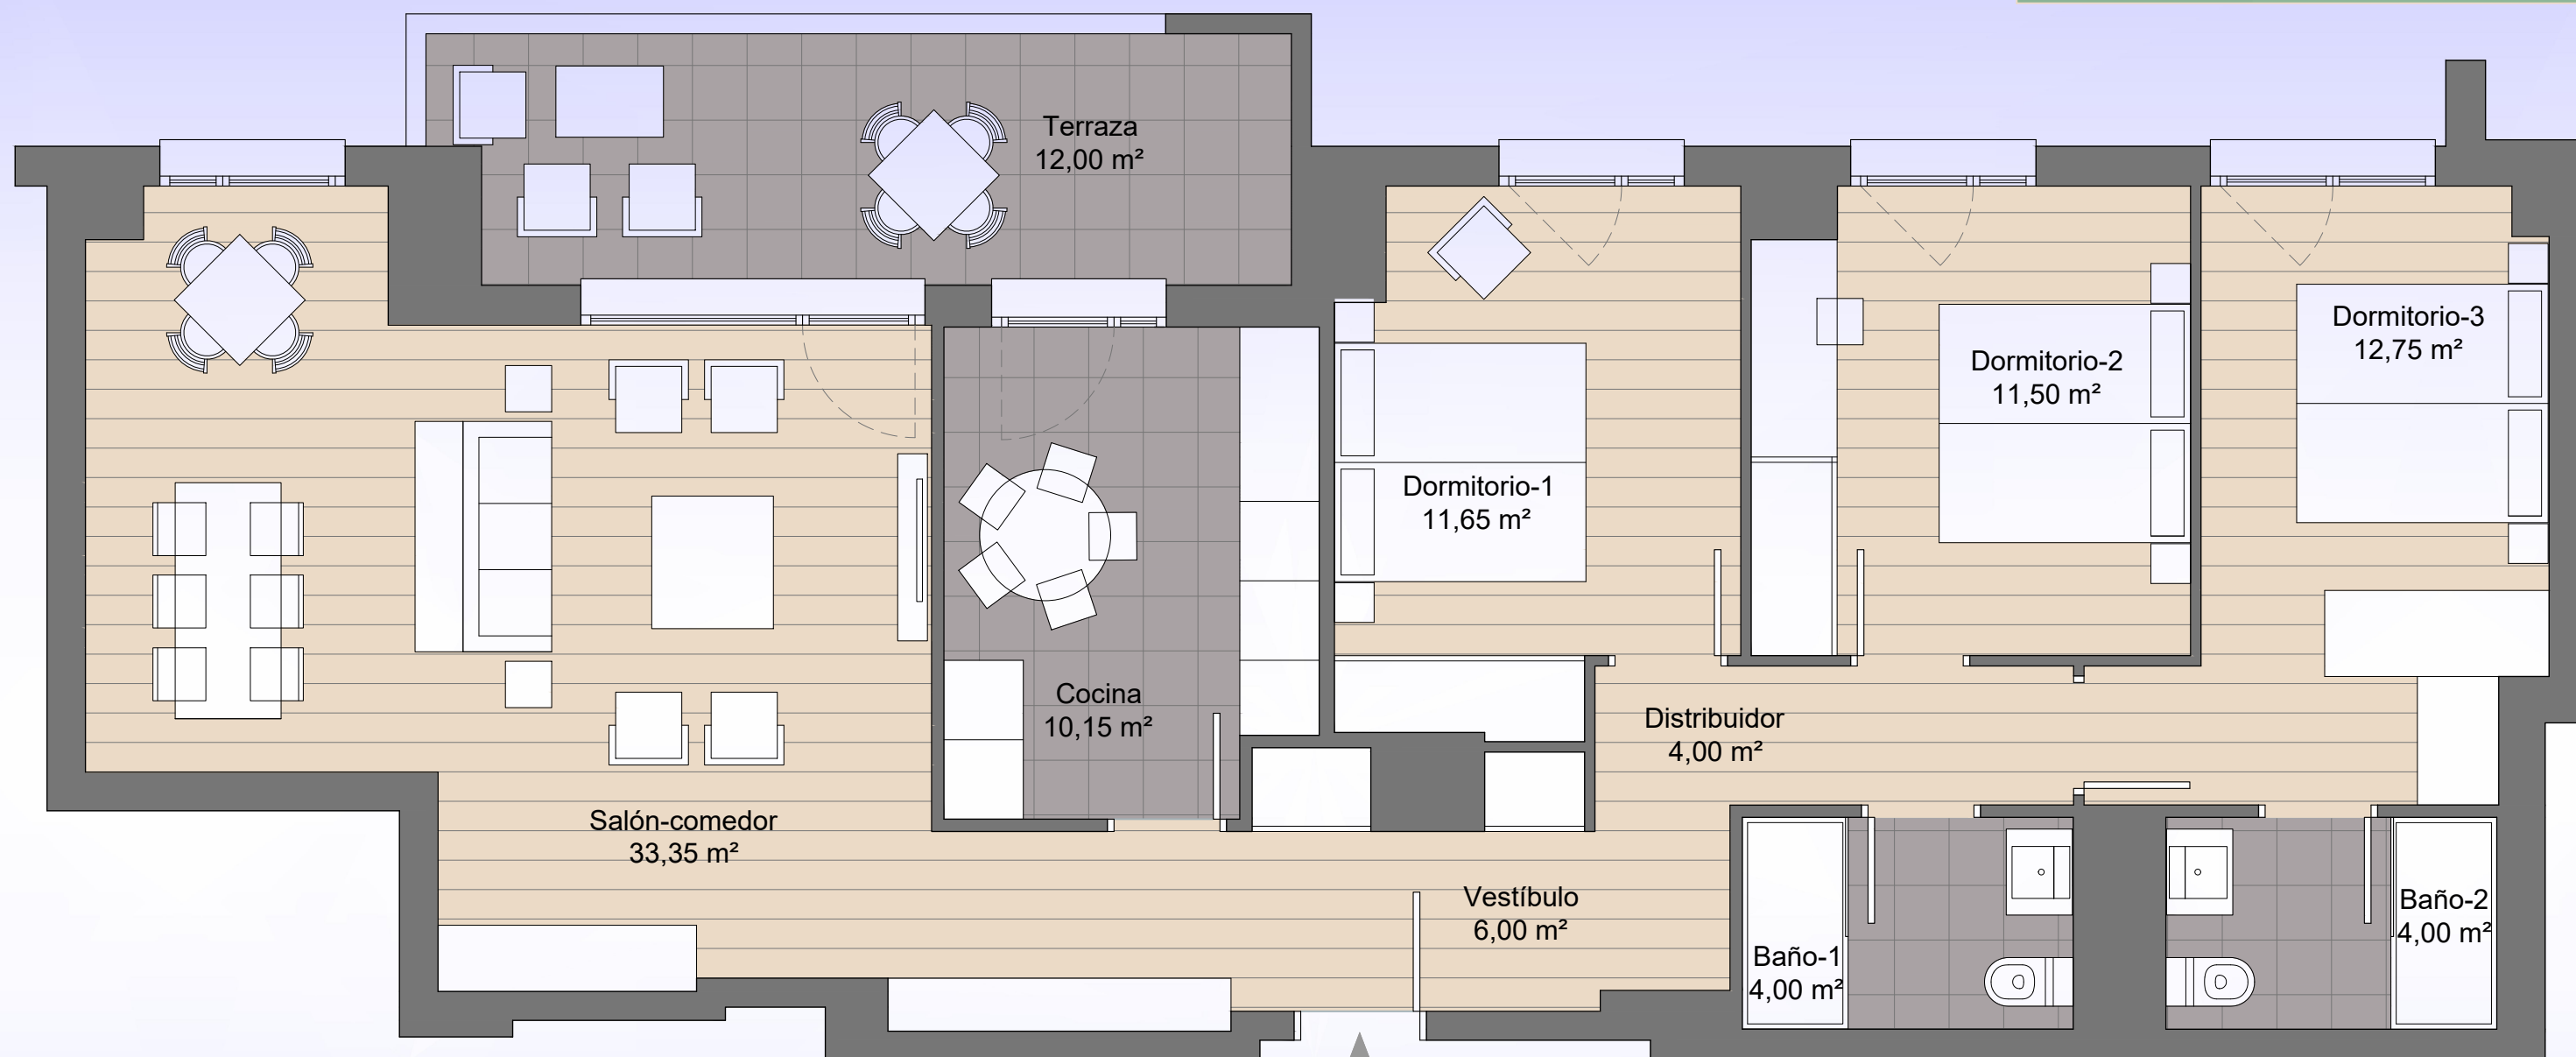 Terraza
12,00 m²
Dormitorio-3
12,75 m²
Dormitorio-2
11,50 m²
Dormitorio-1
11,65 m²
Cocina
10,15 m²
Distribuidor
4,00 m²
Salón-comedor
33,35 m²
Vestíbulo
6,00 m²
Baño-2
4,00 m²
Baño-1
4,00 m²